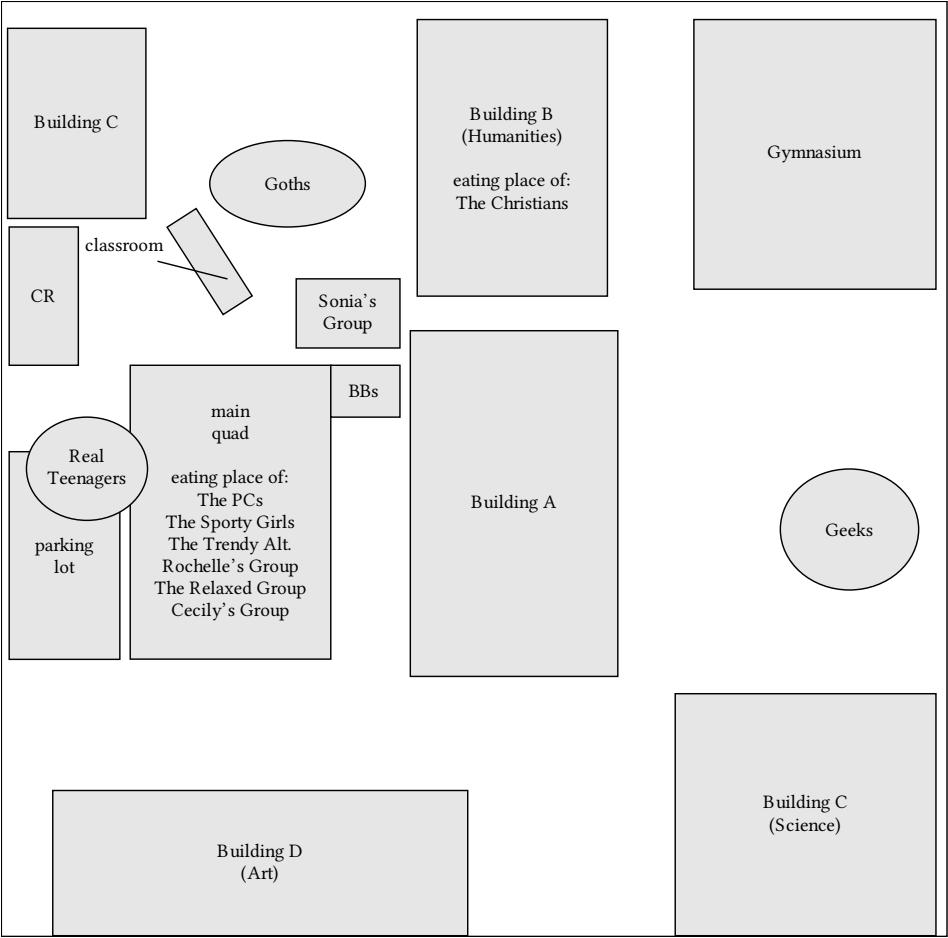 Building C
Building B
(Humanities)
eating place of:
The Christians
Gymnasium
Goths
classroom
CR
Sonia's
Group
BBs
main
quad
eating place of:
The PCs
The Sporty Girls
The Trendy Alt.
Rochelle's Group
The Relaxed Group
Cecily's Group
Real
Teenagers
parking
lot
Building A
Geeks
Building C
(Science)
Building D
(Art)